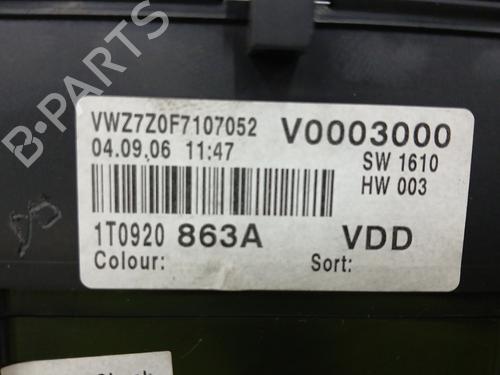 VWZ7Z0F7107052 V0003000
04.09.06 11:47 SW 1610
HW 003
1T0920 863A VDD
Colour: Sort:
B-Parts